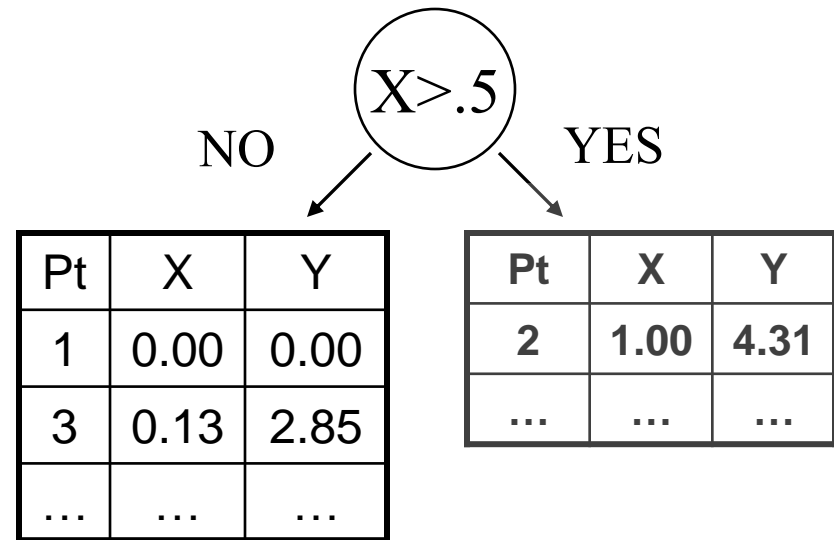 X>.5
NO
YES
Pt X Y
1 0.00 0.00
3 0.13 2.85
… … …
Pt X Y
2 1.00 4.31
… … …